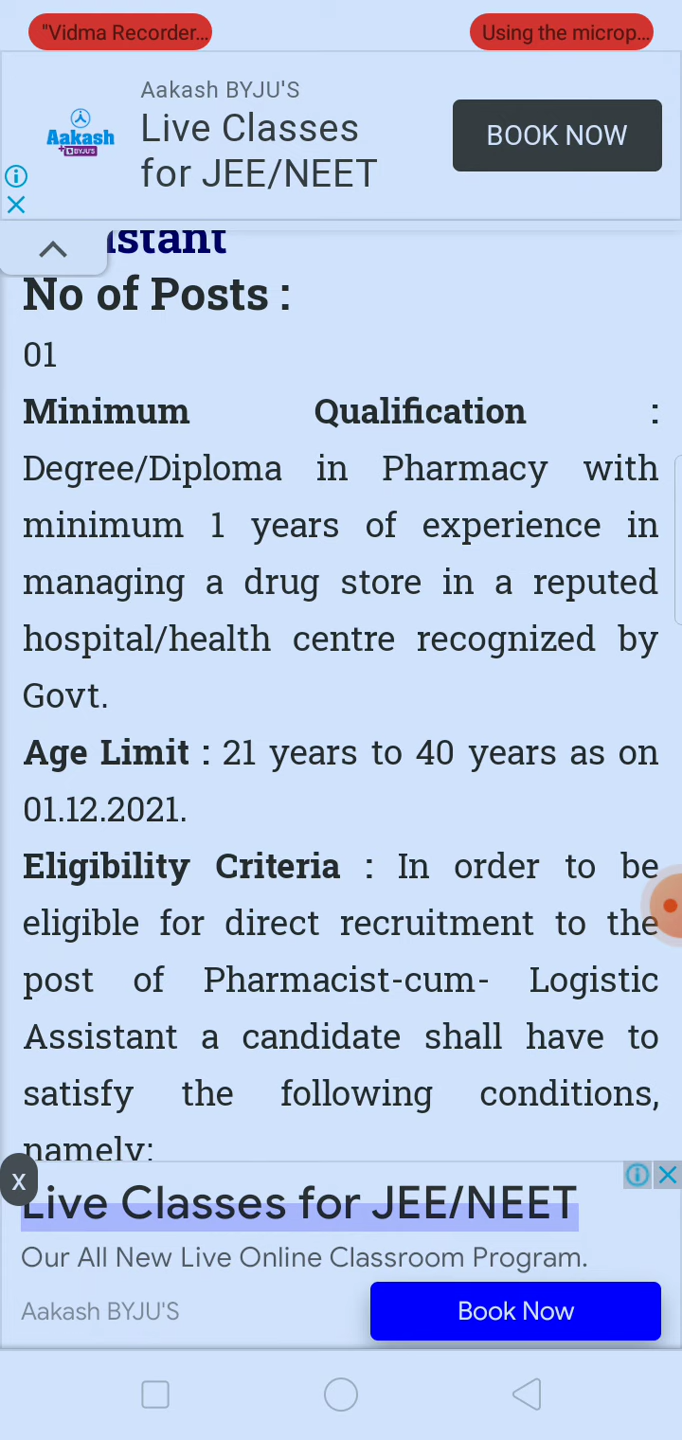 "Vidma Recorder...
Using the microp...
Aakash BYJU'S
Aakash
+BYJU'S
Live Classes
for JEE/NEET
BOOK NOW
istant
No of Posts :
01
Minimum Qualification :
Degree/Diploma in Pharmacy with
minimum 1 years of experience in
managing a drug store in a reputed
hospital/health centre recognized by
Govt.
Age Limit : 21 years to 40 years as on
01.12.2021.
Eligibility Criteria : In order to be
eligible for direct recruitment to the
post of Pharmacist-cum- Logistic
Assistant a candidate shall have to
satisfy the following conditions,
namely:
X
Live Classes for JEE/NEET
Our All New Live Online Classroom Program.
Aakash BYJU'S
Book Now